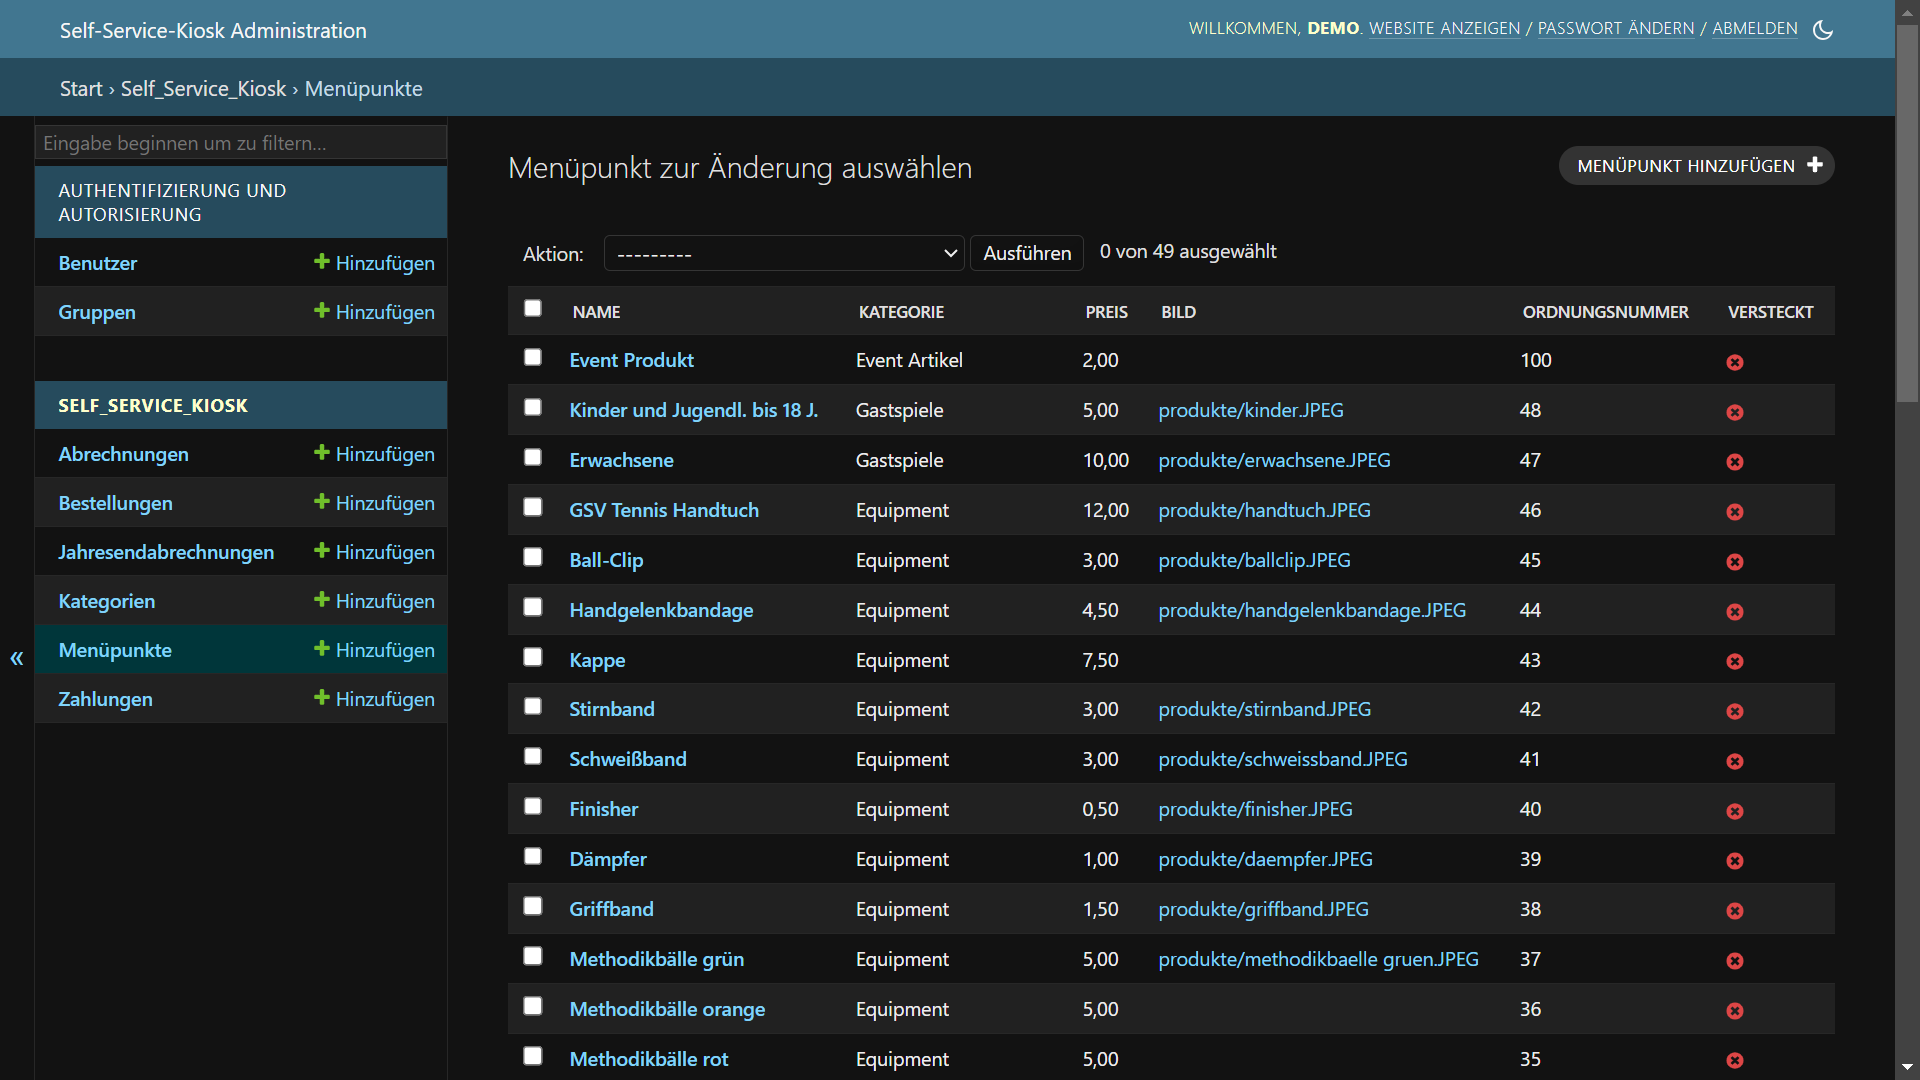 Self-Service-Kiosk Administration
WILLKOMMEN, DEMO. WEBSITE ANZEIGEN / PASSWORT ÄNDERN / ABMELDEN
Start › Self_Service_Kiosk › Menüpunkte
Eingabe beginnen um zu filtern...
AUTHENTIFIZIERUNG UND
AUTORISIERUNG
Benutzer Hinzufügen
Gruppen Hinzufügen
SELF_SERVICE_KIOSK
Abrechnungen Hinzufügen
Bestellungen Hinzufügen
Jahresendabrechnungen Hinzufügen
Kategorien Hinzufügen
Menüpunkte Hinzufügen
Zahlungen Hinzufügen
«
Menüpunkt zur Änderung auswählen
MENÜPUNKT HINZUFÜGEN
Aktion: --------- Ausführen 0 von 49 ausgewählt
NAME KATEGORIE PREIS BILD ORDNUNGSNUMMER VERSTECKT
Event Produkt Event Artikel 2,00 100
Kinder und Jugendl. bis 18 J. Gastspiele 5,00 produkte/kinder.JPEG 48
Erwachsene Gastspiele 10,00 produkte/erwachsene.JPEG 47
GSV Tennis Handtuch Equipment 12,00 produkte/handtuch.JPEG 46
Ball-Clip Equipment 3,00 produkte/ballclip.JPEG 45
Handgelenkbandage Equipment 4,50 produkte/handgelenkbandage.JPEG 44
Kappe Equipment 7,50 43
Stirnband Equipment 3,00 produkte/stirnband.JPEG 42
Schweißband Equipment 3,00 produkte/schweissband.JPEG 41
Finisher Equipment 0,50 produkte/finisher.JPEG 40
Dämpfer Equipment 1,00 produkte/daempfer.JPEG 39
Griffband Equipment 1,50 produkte/griffband.JPEG 38
Methodikbälle grün Equipment 5,00 produkte/methodikbaelle gruen.JPEG 37
Methodikbälle orange Equipment 5,00 36
Methodikbälle rot Equipment 5,00 35